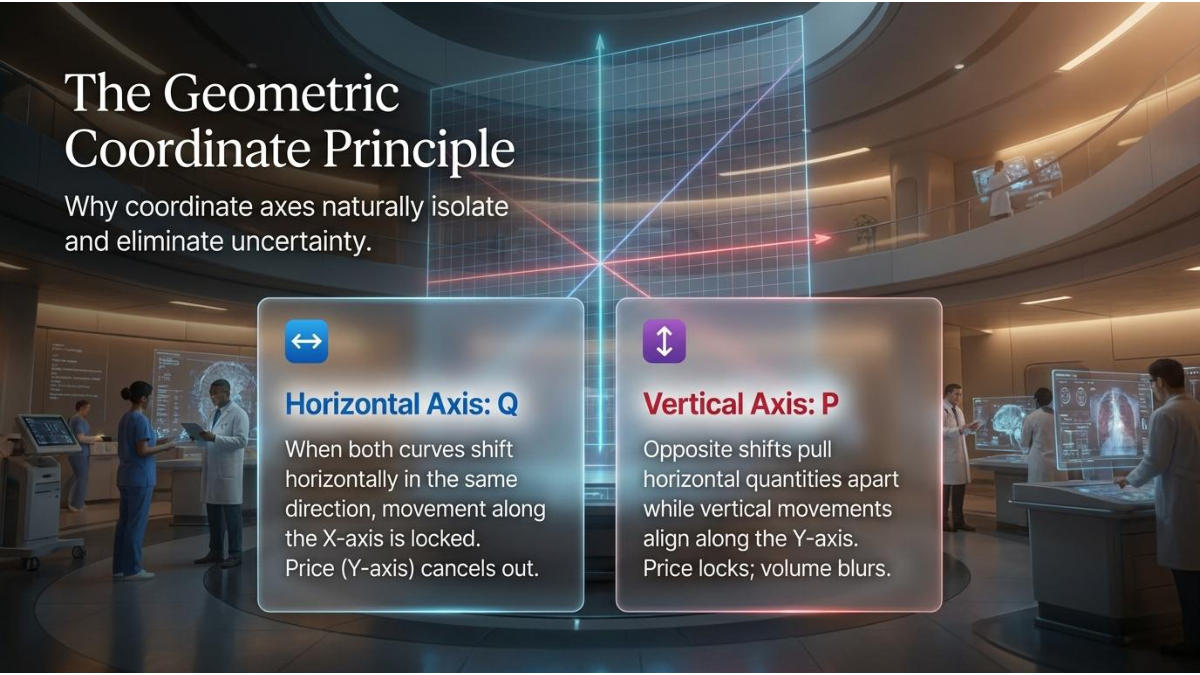 The Geometric
Coordinate Principle
Why coordinate axes naturally isolate
and eliminate uncertainty.
Horizontal Axis: Q
When both curves shift
horizontally in the same
direction, movement along
the X-axis is locked.
Price (Y-axis) cancels out.
Vertical Axis: P
Opposite shifts pull
horizontal quantities apart
while vertical movements
align along the Y-axis.
Price locks; volume blurs.